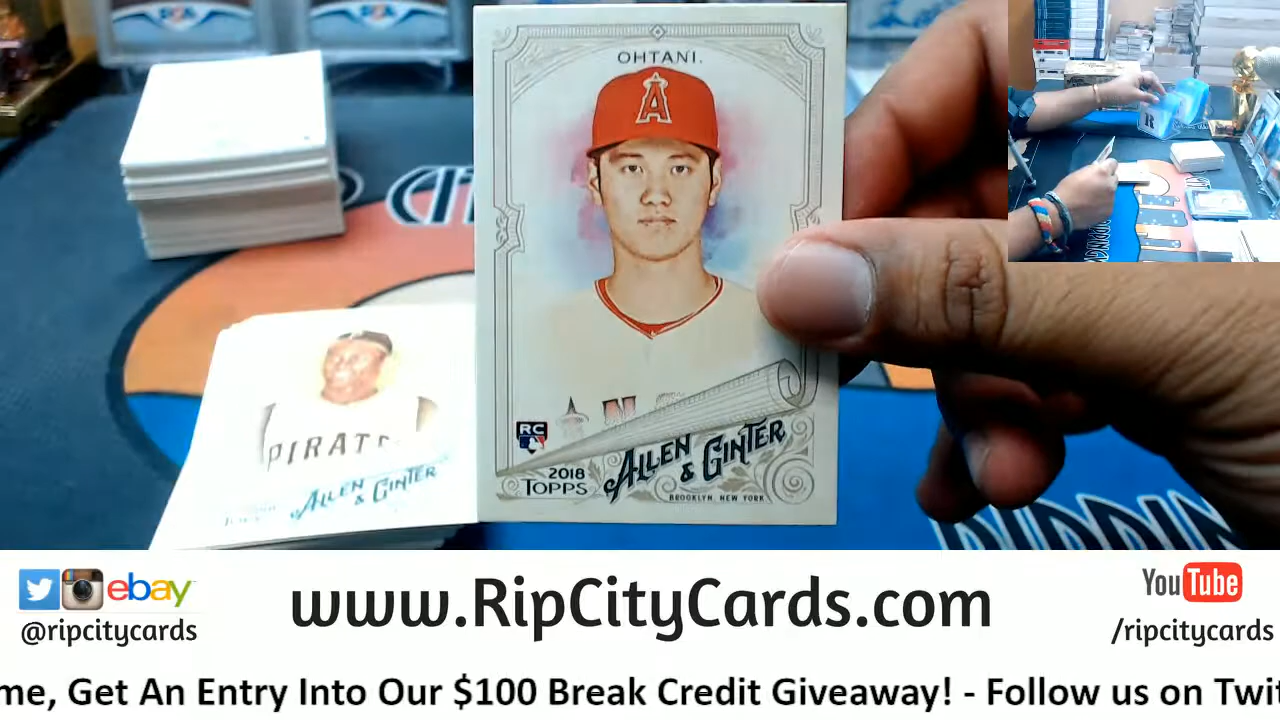 OHTANI.
A
RC
2018
TOPPS
ALLEN
& GINTER
BROOKLYN, NEW YORK
PIRAT
ALLEN
& GINTER
R
ebay
@ripcitycards
www.RipCityCards.com
YouTube
/ripcitycards
me, Get An Entry Into Our $100 Break Credit Giveaway! - Follow us on Twit